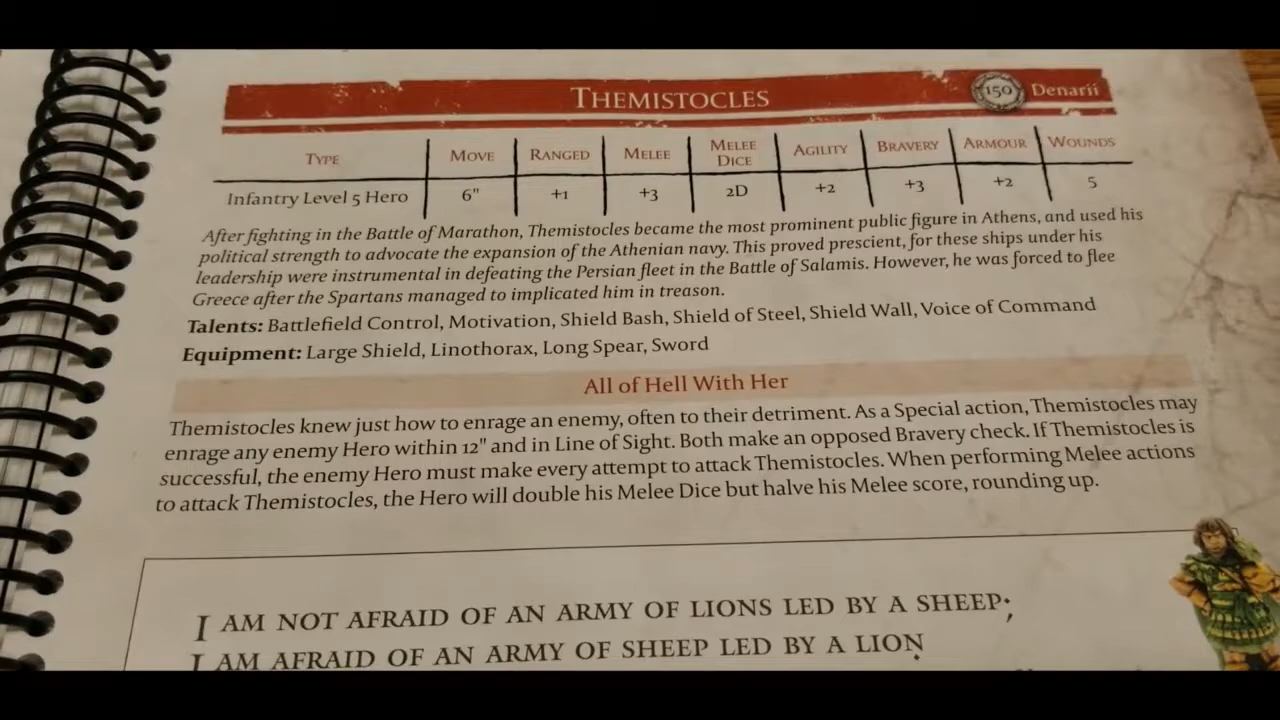 THEMISTOCLES 150 Denarii
TYPE MOVE RANGED MELEE MELEE DICE AGILITY BRAVERY ARMOUR WOUNDS
Infantry Level 5 Hero 6" +1 +3 2D +2 +3 +2 5
After fighting in the Battle of Marathon, Themistocles became the most prominent public figure in Athens, and used his
political strength to advocate the expansion of the Athenian navy. This proved prescient, for these ships under his
leadership were instrumental in defeating the Persian fleet in the Battle of Salamis. However, he was forced to flee
Greece after the Spartans managed to implicated him in treason.
Talents: Battlefield Control, Motivation, Shield Bash, Shield of Steel, Shield Wall, Voice of Command
Equipment: Large Shield, Linothorax, Long Spear, Sword
All of Hell With Her
Themistocles knew just how to enrage an enemy, often to their detriment. As a Special action, Themistocles may
enrage any enemy Hero within 12" and in Line of Sight. Both make an opposed Bravery check. If Themistocles is
successful, the enemy Hero must make every attempt to attack Themistocles. When performing Melee actions
to attack Themistocles, the Hero will double his Melee Dice but halve his Melee score, rounding up.
I AM NOT AFRAID OF AN ARMY OF LIONS LED BY A SHEEP;
I AM AFRAID OF AN ARMY OF SHEEP LED BY A LION.